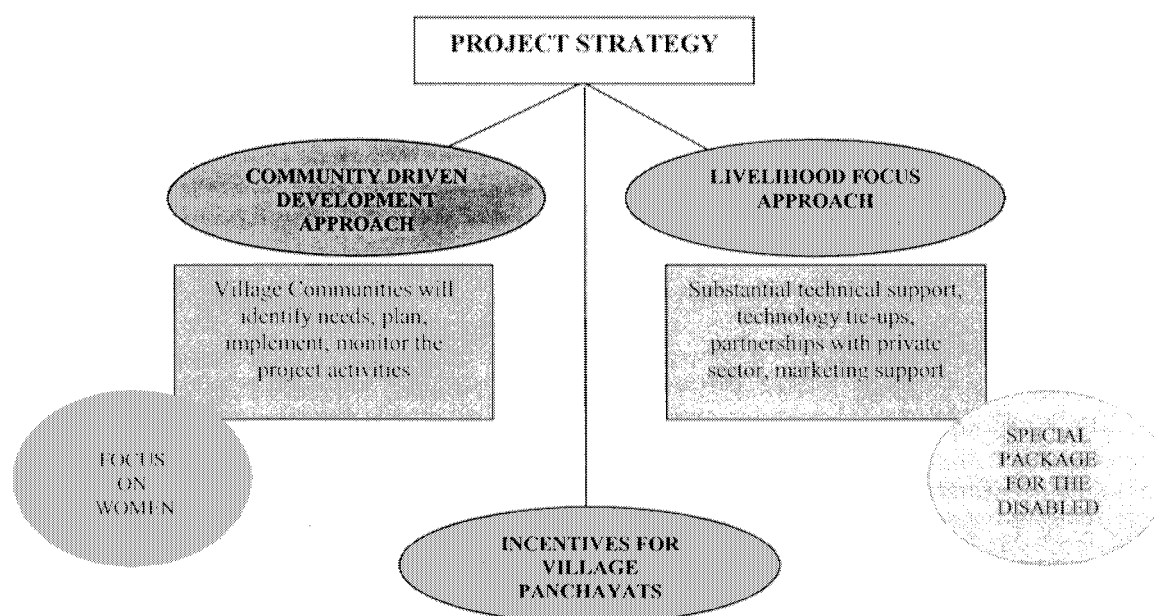 PROJECT STRATEGY
COMMUNITY DRIVEN
DEVELOPMENT
APPROACH
LIVELIHOOD FOCUS
APPROACH
Village Communities will
identify needs, plan,
implement, monitor the
project activities
Substantial technical support,
technology tie-ups,
partnerships with private
sector, marketing support
FOCUS
ON
WOMEN
SPECIAL
PACKAGE
FOR THE
DISABLED
INCENTIVES FOR
VILLAGE
PANCHAYATS